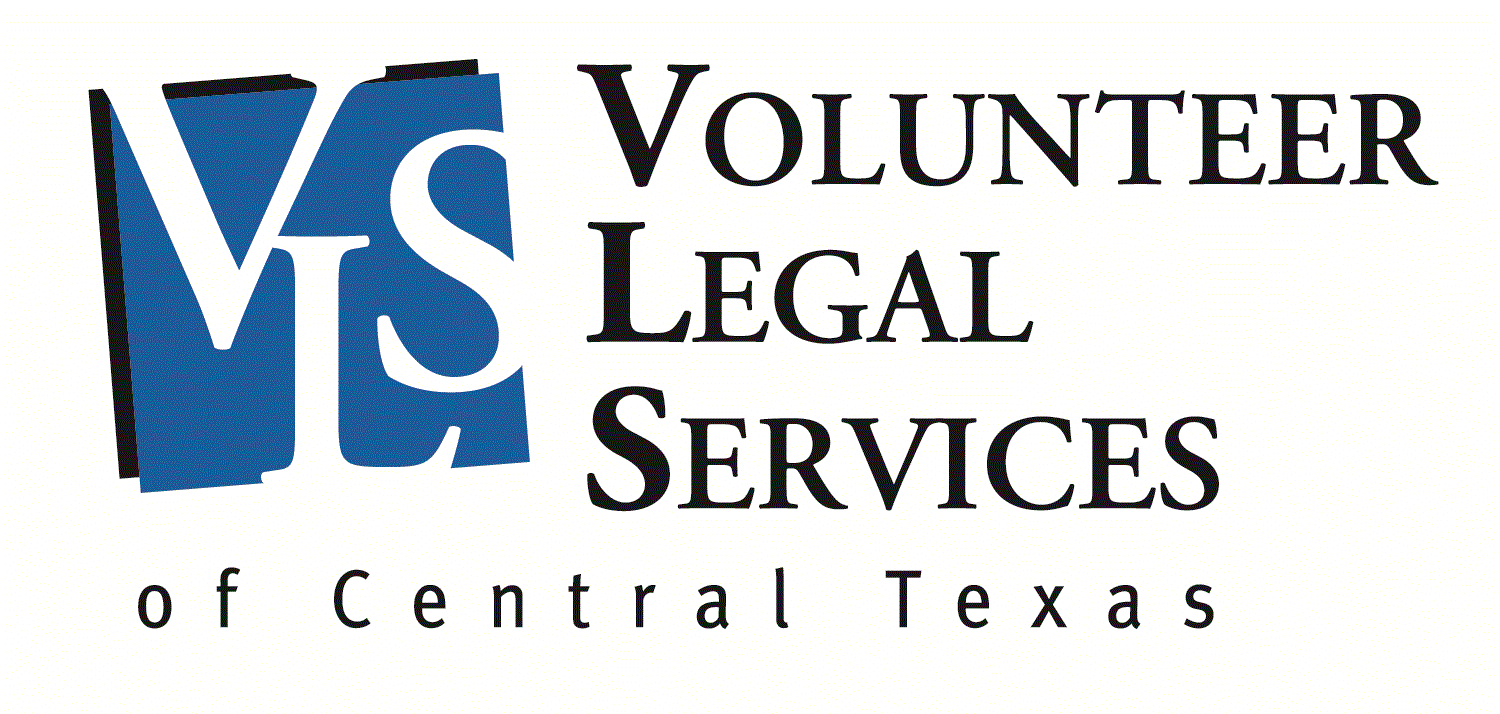 VLS
VOLUNTEER
LEGAL
SERVICES
of Central Texas